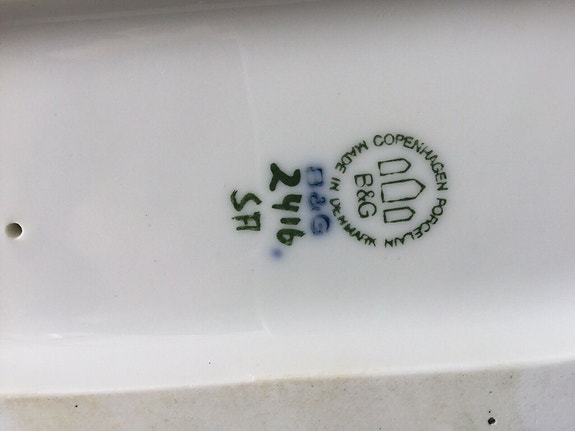 COPENHAGEN PORCELAIN
MADE IN DENMARK
B&G
B&G
2416
SA